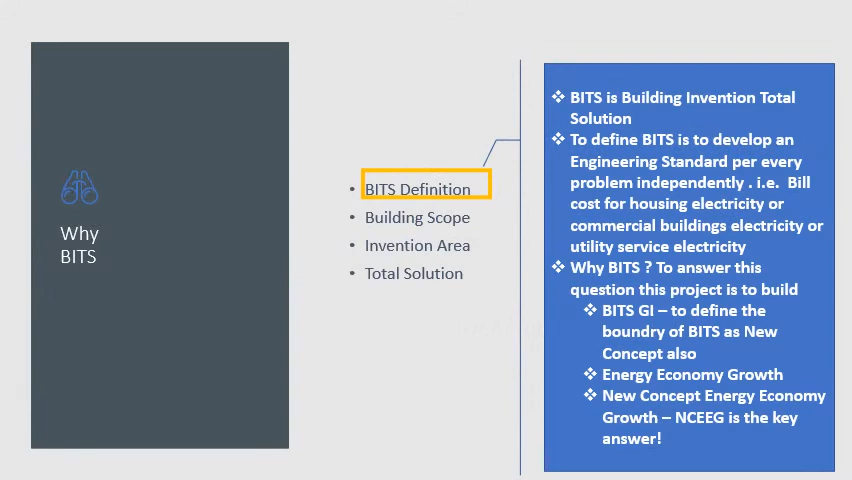 Why
BITS
• BITS Definition
• Building Scope
• Invention Area
• Total Solution
❖ BITS is Building Invention Total
Solution
❖ To define BITS is to develop an
Engineering Standard per every
problem independently . i.e. Bill
cost for housing electricity or
commercial buildings electricity or
utility service electricity
❖ Why BITS ? To answer this
question this project is to build
❖ BITS GI – to define the
boundry of BITS as New
Concept also
❖ Energy Economy Growth
❖ New Concept Energy Economy
Growth – NCEEG is the key
answer!